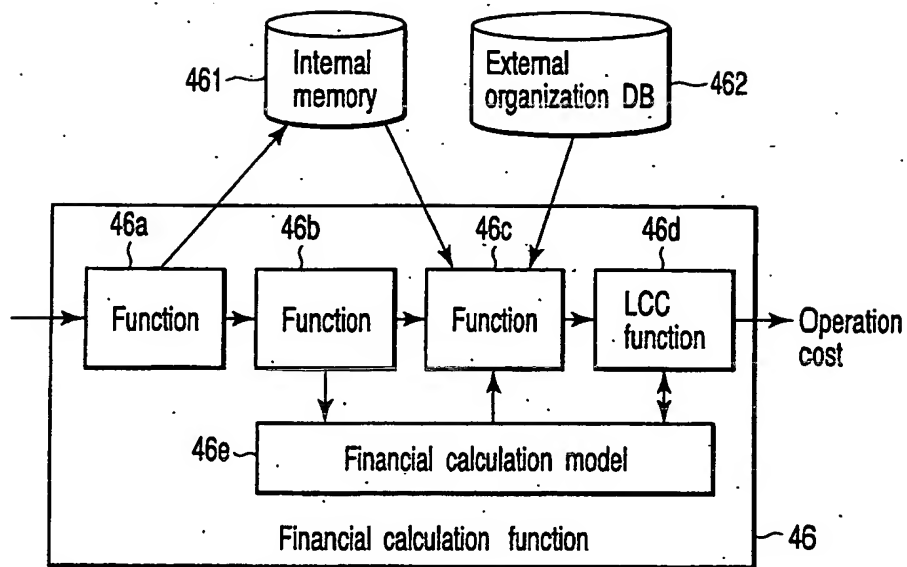 461
Internal
memory
External
organization DB
462
46a
46b
46c
46d
Function
Function
Function
LCC
function
Operation
cost
46e
Financial calculation model
Financial calculation function
46